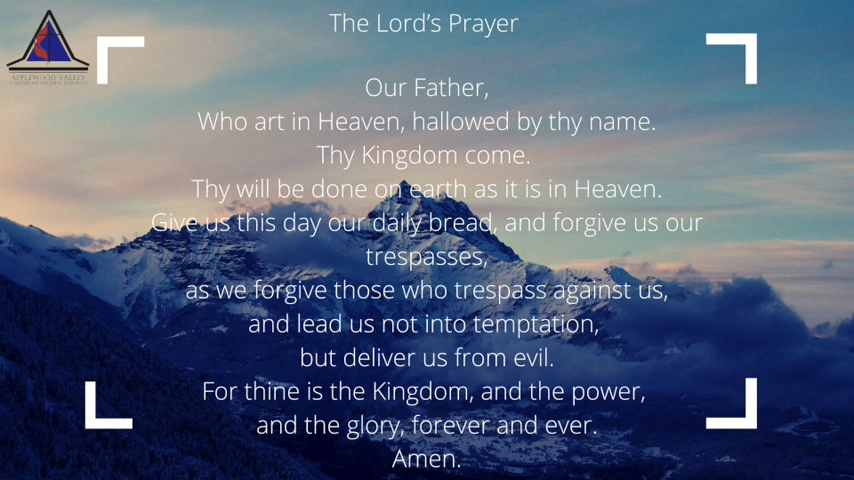 The Lord’s Prayer
APPLEWOOD VALLEY
UNITED METHODIST CHURCH
Our Father,
Who art in Heaven, hallowed by thy name.
Thy Kingdom come.
Thy will be done on earth as it is in Heaven.
Give us this day our daily bread, and forgive us our
trespasses,
as we forgive those who trespass against us,
and lead us not into temptation,
but deliver us from evil.
For thine is the Kingdom, and the power,
and the glory, forever and ever.
Amen.